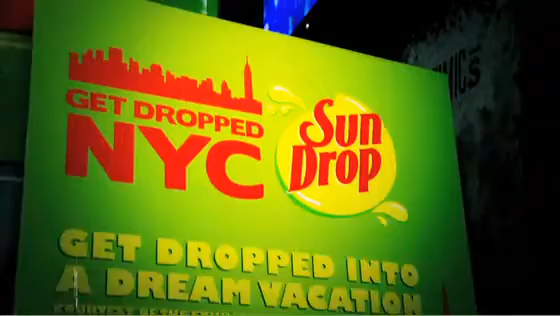 GET DROPPED
NYC
Sun
Drop
GET DROPPED INTO
A DREAM VACATION